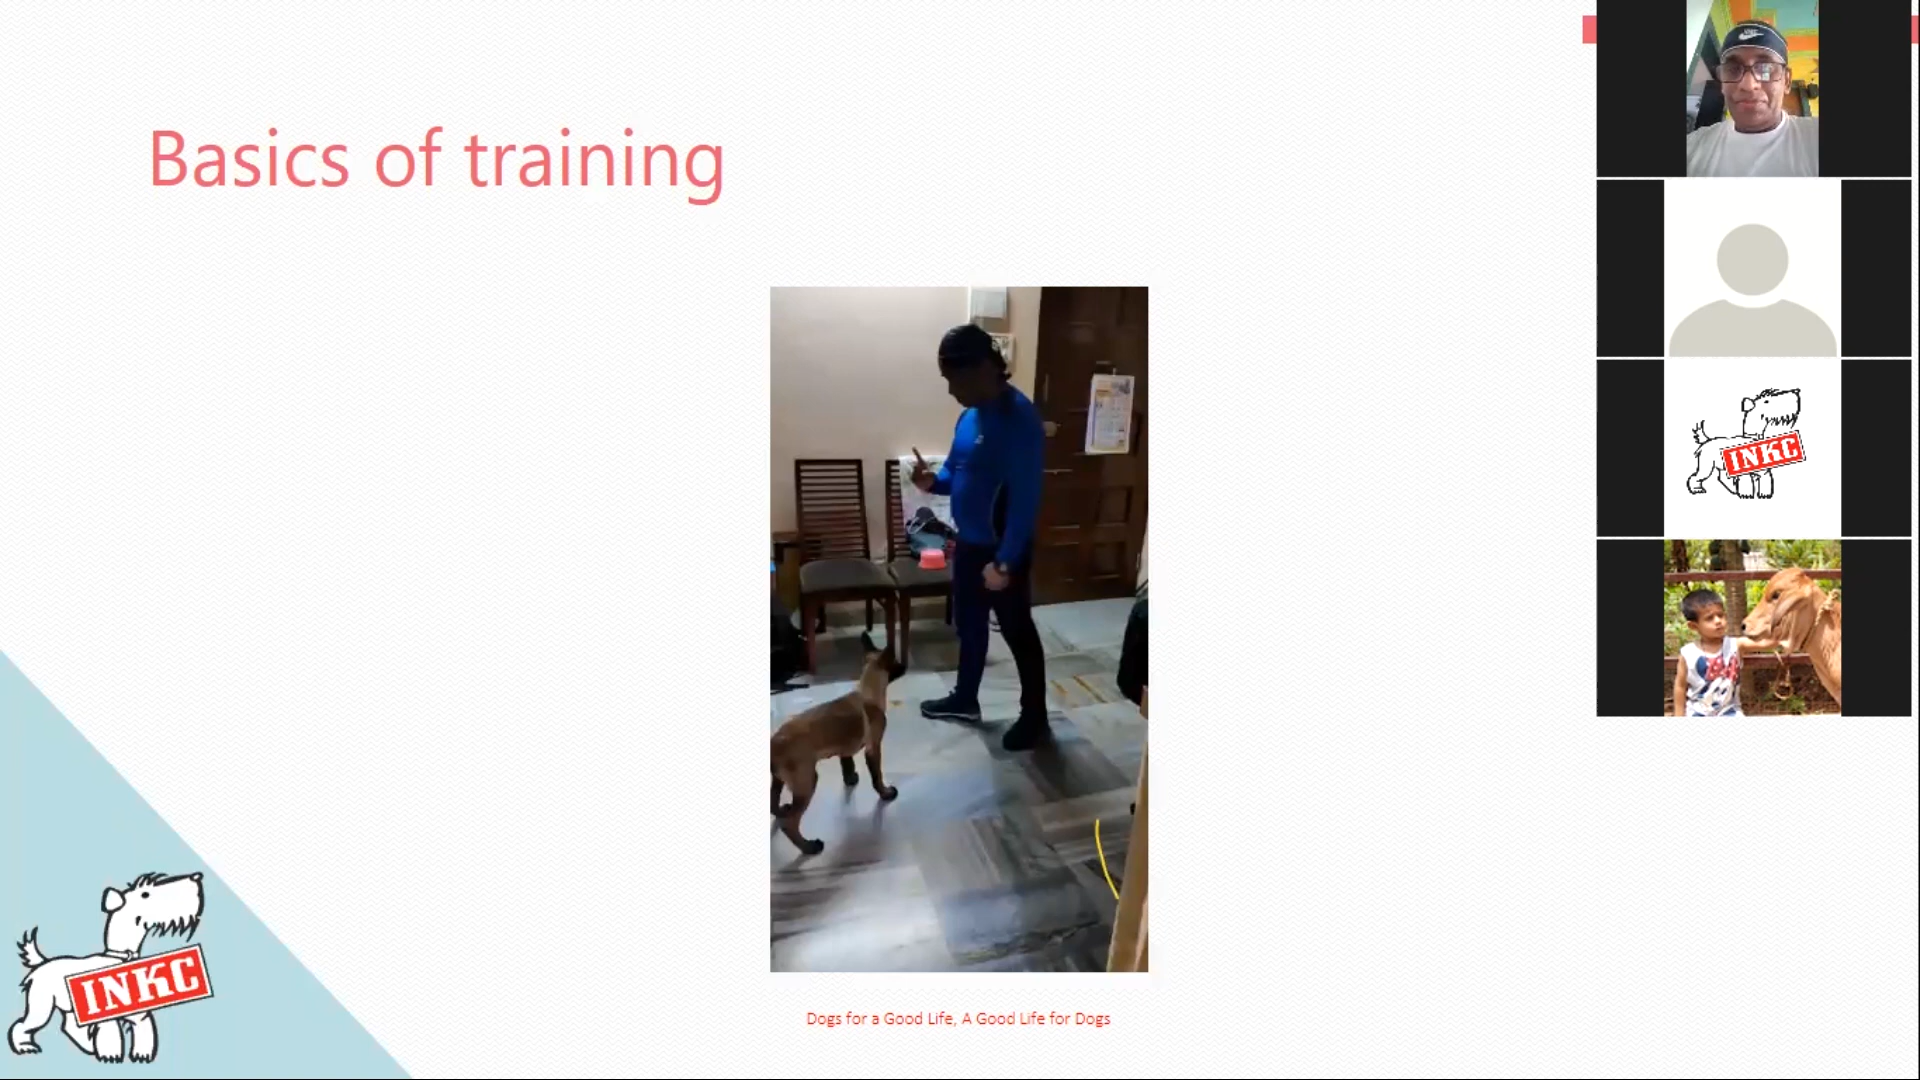 Basics of training
INKC
INKC
Dogs for a Good Life, A Good Life for Dogs